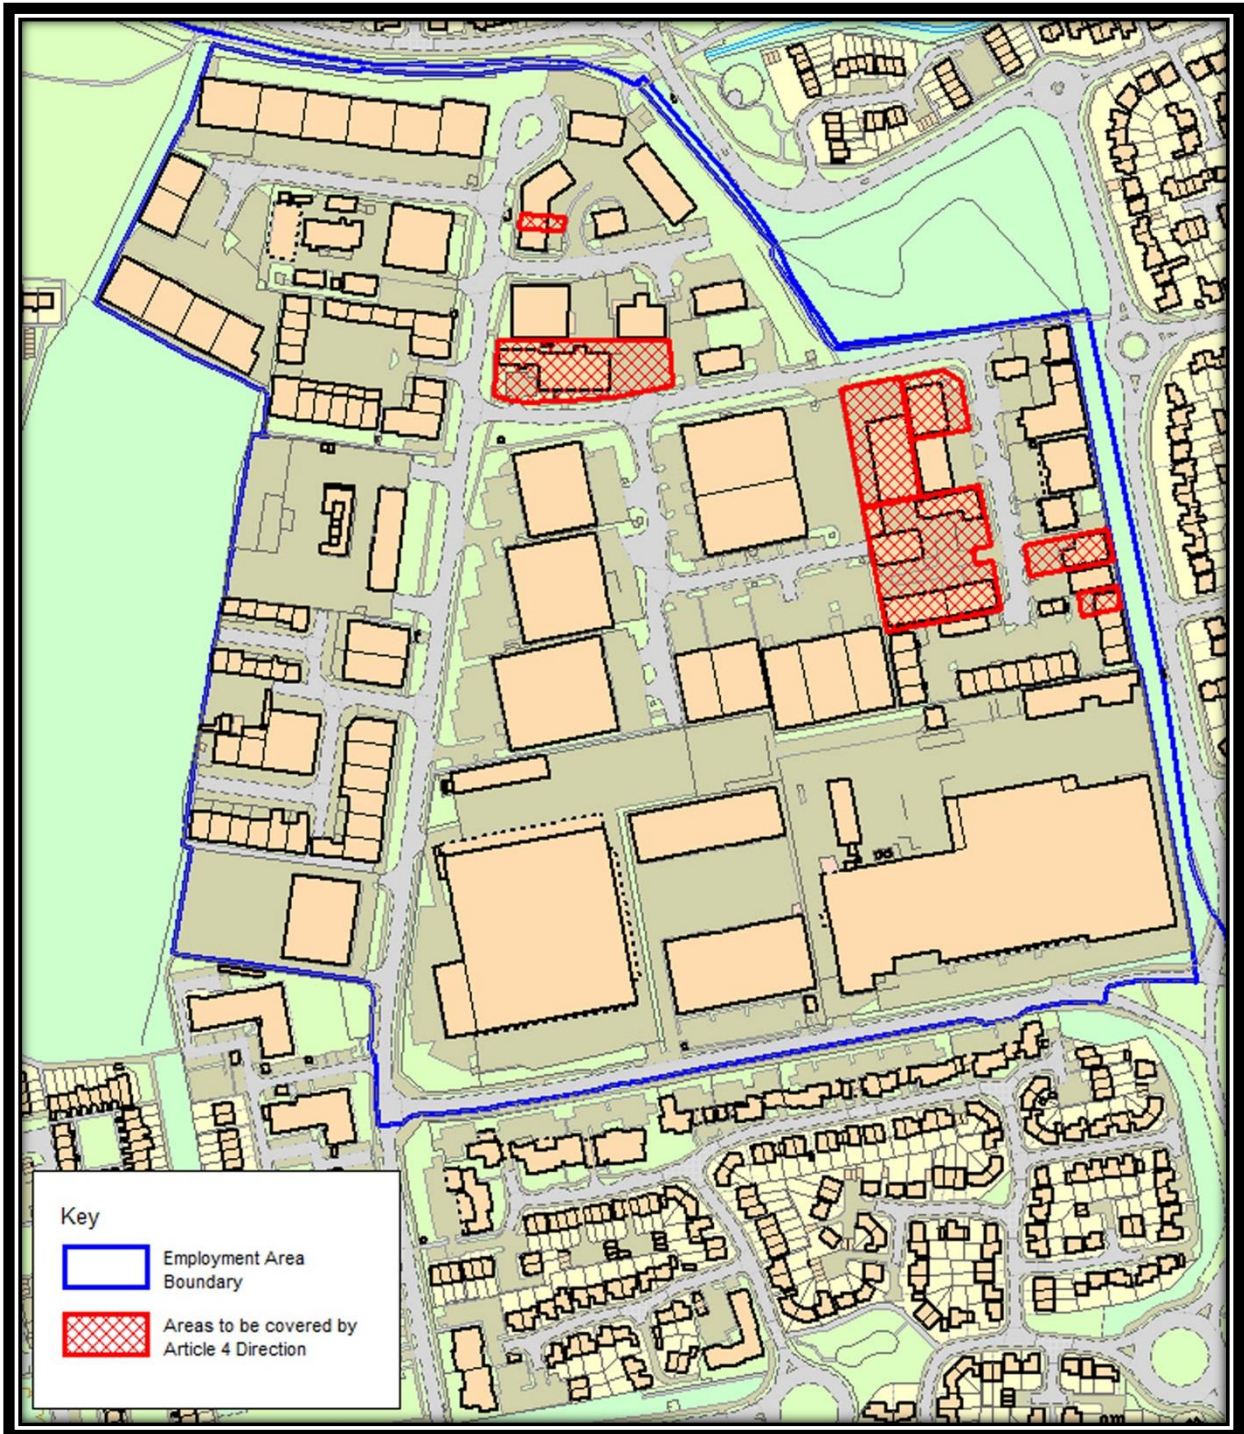 Key
Employment Area
Boundary
Areas to be covered by
Article 4 Direction